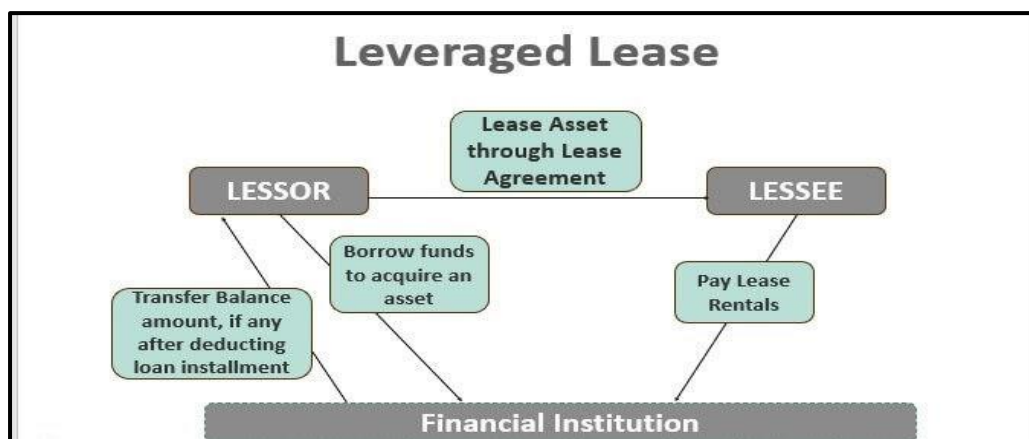 Leveraged Lease
Lease Asset
through Lease
Agreement
LESSOR
LESSEE
Borrow funds
to acquire an
asset
Pay Lease
Rentals
Transfer Balance
amount, if any
after deducting
loan installment
Financial Institution